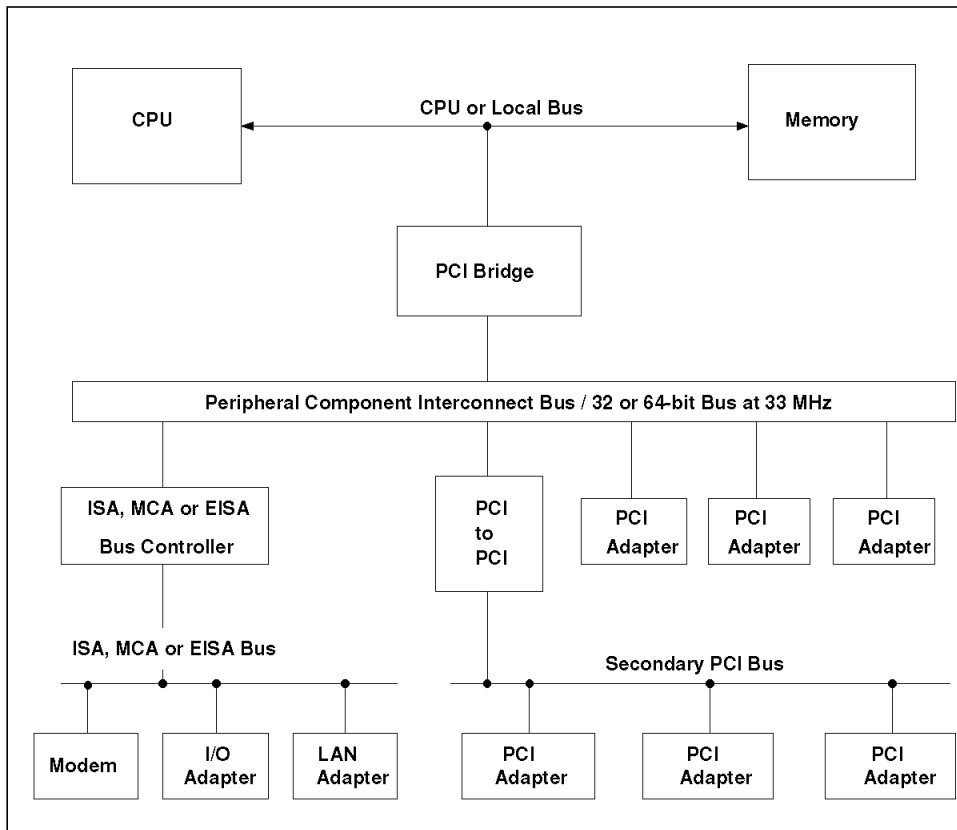 CPU
CPU or Local Bus
Memory
PCI Bridge
Peripheral Component Interconnect Bus / 32 or 64-bit Bus at 33 MHz
ISA, MCA or EISA
Bus Controller
PCI
to
PCI
PCI
Adapter
PCI
Adapter
PCI
Adapter
ISA, MCA or EISA Bus
Secondary PCI Bus
Modem
I/O
Adapter
LAN
Adapter
PCI
Adapter
PCI
Adapter
PCI
Adapter